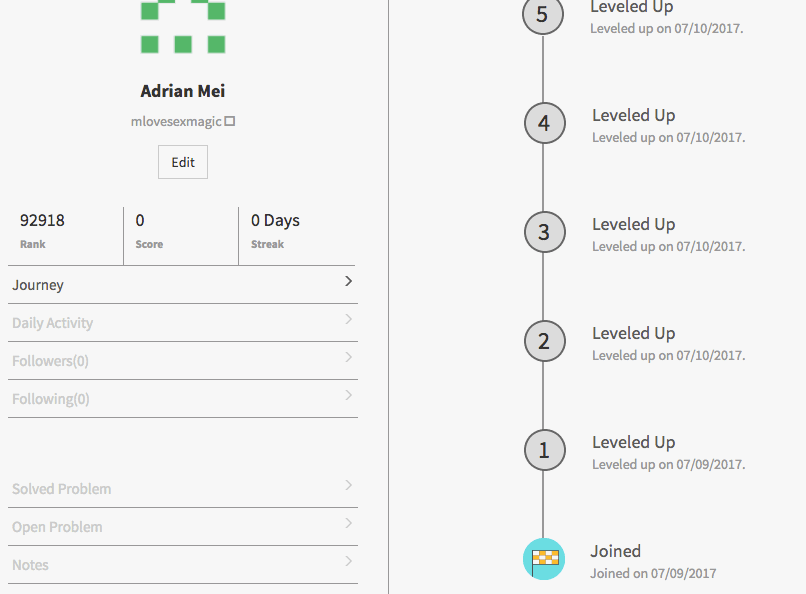 Adrian Mei
mlovesexmagic
Edit
92918
Rank
0
Score
0 Days
Streak
Journey
Daily Activity
Followers(0)
Following(0)
Solved Problem
Open Problem
Notes
5
Leveled Up
Leveled up on 07/10/2017.
4
Leveled Up
Leveled up on 07/10/2017.
3
Leveled Up
Leveled up on 07/10/2017.
2
Leveled Up
Leveled up on 07/10/2017.
1
Leveled Up
Leveled up on 07/09/2017.
Joined
Joined on 07/09/2017